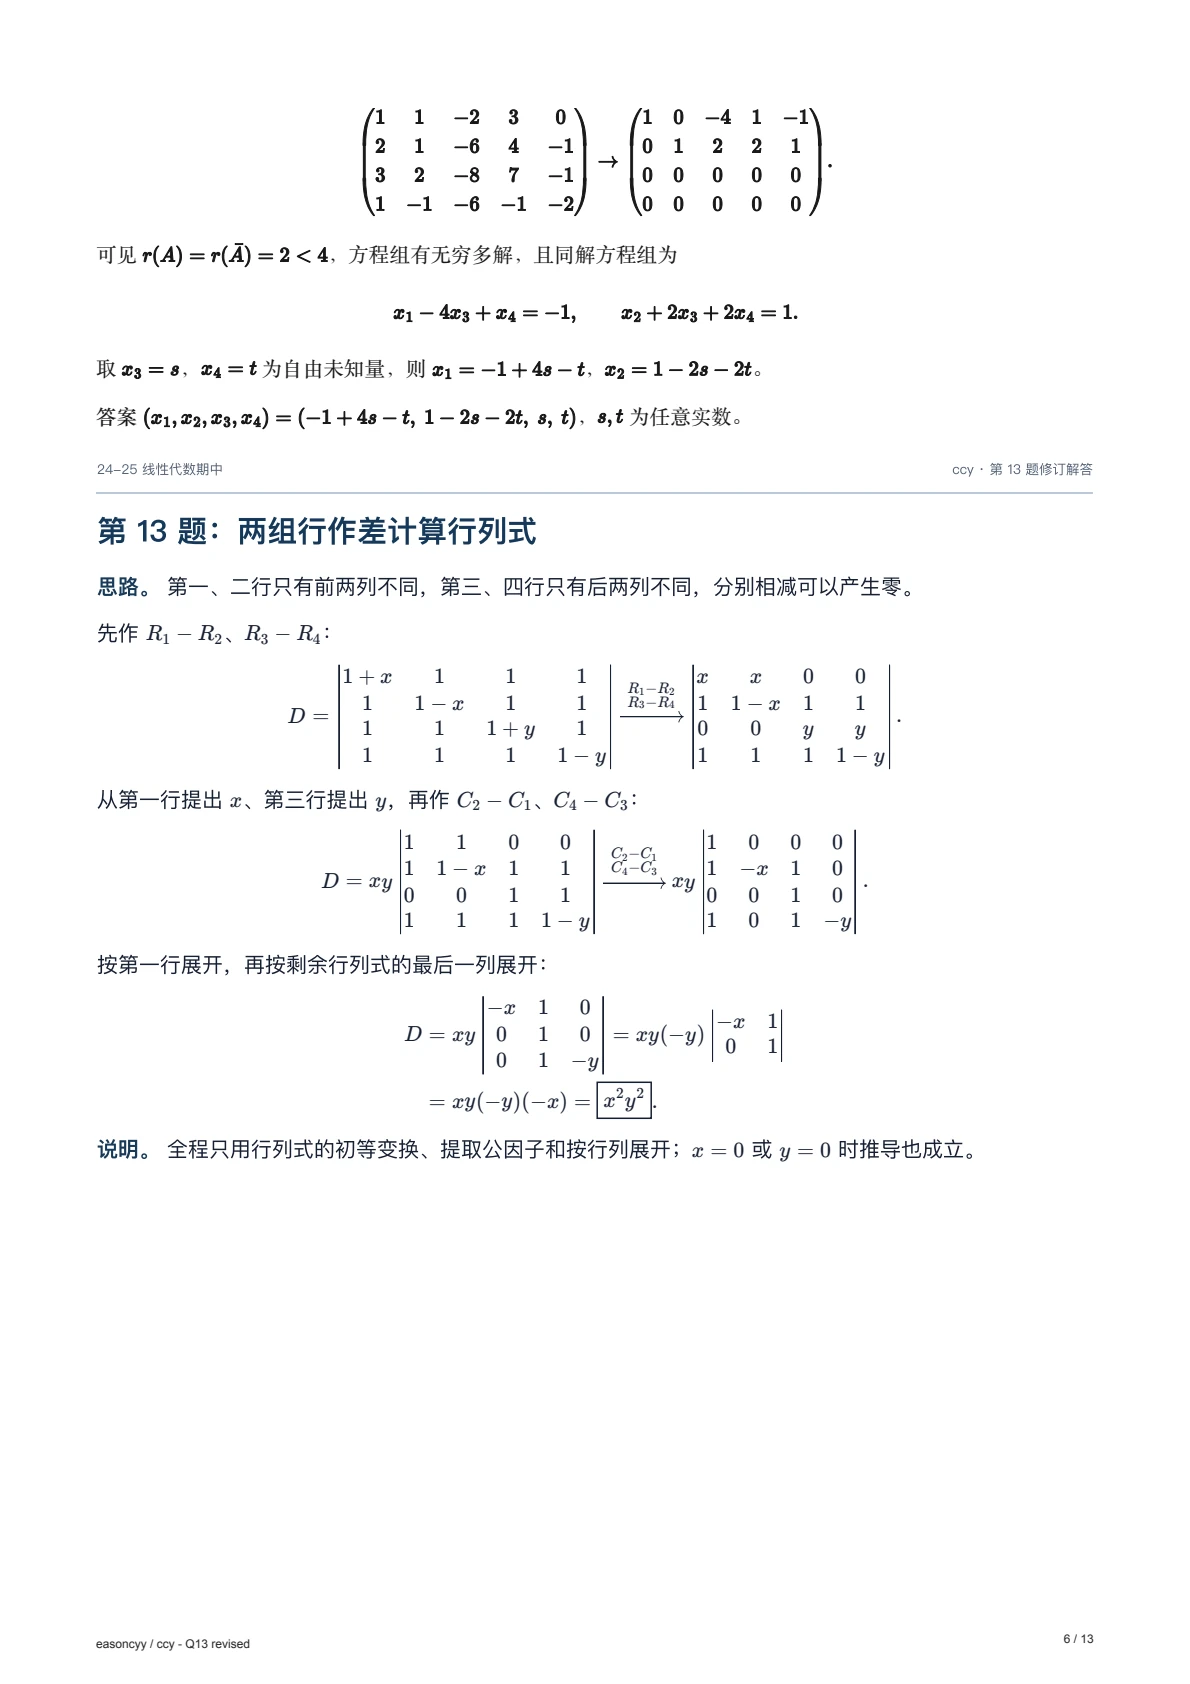 1 1 −2 3 0 1 0 −4 1 −1
2 1 −6 4 −1 0 1 2 2 1
→ .
3 2 −8 7 −1 0 0 0 0 0
1 −1 −6 −1 −2 0 0 0 0 0
可见 r(A) = r(Ā) = 2 < 4，方程组有无穷多解，且同解方程组为
x₁ − 4x₃ + x₄ = −1, x₂ + 2x₃ + 2x₄ = 1.
取 x₃ = s，x₄ = t 为自由未知量，则 x₁ = −1 + 4s − t，x₂ = 1 − 2s − 2t。
答案 (x₁, x₂, x₃, x₄) = (−1 + 4s − t, 1 − 2s − 2t, s, t)，s, t 为任意实数。
24–25 线性代数期中 ccy · 第 13 题修订解答
第 13 题：两组行作差计算行列式
思路。 第一、二行只有前两列不同，第三、四行只有后两列不同，分别相减可以产生零。
先作 R₁ − R₂、R₃ − R₄：
1 + x 1 1 1 x x 0 0
1 1 − x 1 1 R₁−R₂ 1 1 − x 1 1
D = R₃−R₄ → .
1 1 1 + y 1 0 0 y y
1 1 1 1 − y 1 1 1 1 − y
从第一行提出 x、第三行提出 y，再作 C₂ − C₁、C₄ − C₃：
1 1 0 0 1 0 0 0
1 1 − x 1 1 C₂−C₁ 1 −x 1 0
D = xy C₄−C₃ → xy .
0 0 1 1 0 0 1 0
1 1 1 1 − y 1 0 1 −y
按第一行展开，再按剩余行列式的最后一列展开：
−x 1 0 −x 1
D = xy 0 1 0 = xy(−y)
0 1 −y 0 1
= xy(−y)(−x) = x²y².
说明。 全程只用行列式的初等变换、提取公因子和按行列展开；x = 0 或 y = 0 时推导也成立。
easoncyy / ccy - Q13 revised 6 / 13